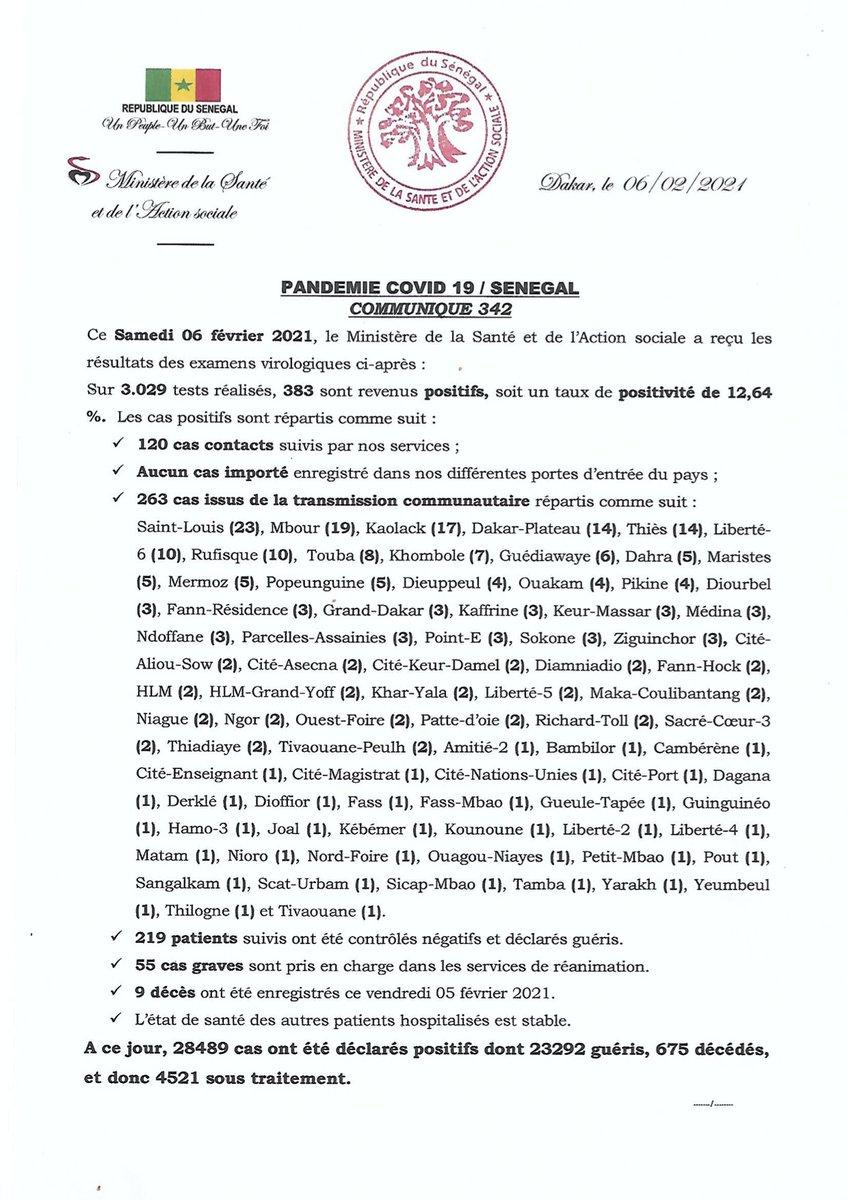 REPUBLIQUE DU SENEGAL
Un Peuple-Un But-Une Foi
Ministère de la Santé
et de l'Action sociale
★ République du Sénégal ★
MINISTÈRE DE LA SANTE ET DE L'ACTION SOCIALE
Dakar, le 06/02/2021
PANDEMIE COVID 19 / SENEGAL
COMMUNIQUE 342
Ce Samedi 06 février 2021, le Ministère de la Santé et de l'Action sociale a reçu les
résultats des examens virologiques ci-après :
Sur 3.029 tests réalisés, 383 sont revenus positifs, soit un taux de positivité de 12,64
%. Les cas positifs sont répartis comme suit :
✓ 120 cas contacts suivis par nos services ;
✓ Aucun cas importé enregistré dans nos différentes portes d'entrée du pays ;
✓ 263 cas issus de la transmission communautaire répartis comme suit :
Saint-Louis (23), Mbour (19), Kaolack (17), Dakar-Plateau (14), Thiès (14), Liberté-
6 (10), Rufisque (10), Touba (8), Khombole (7), Guédiawaye (6), Dahra (5), Maristes
(5), Mermoz (5), Popeunguine (5), Dieuppeul (4), Ouakam (4), Pikine (4), Diourbel
(3), Fann-Résidence (3), Grand-Dakar (3), Kaffrine (3), Keur-Massar (3), Médina (3),
Ndoffane (3), Parcelles-Assainies (3), Point-E (3), Sokone (3), Ziguinchor (3), Cité-
Aliou-Sow (2), Cité-Asecna (2), Cité-Keur-Damel (2), Diamniadio (2), Fann-Hock (2),
HLM (2), HLM-Grand-Yoff (2), Khar-Yala (2), Liberté-5 (2), Maka-Coulibantang (2),
Niague (2), Ngor (2), Ouest-Foire (2), Patte-d'oie (2), Richard-Toll (2), Sacré-Cœur-3
(2), Thiadiaye (2), Tivaouane-Peulh (2), Amitié-2 (1), Bambilor (1), Cambérène (1),
Cité-Enseignant (1), Cité-Magistrat (1), Cité-Nations-Unies (1), Cité-Port (1), Dagana
(1), Derklé (1), Dioffior (1), Fass (1), Fass-Mbao (1), Gueule-Tapée (1), Guinguinéo
(1), Hamo-3 (1), Joal (1), Kébémer (1), Kounoune (1), Liberté-2 (1), Liberté-4 (1),
Matam (1), Nioro (1), Nord-Foire (1), Ouagou-Niayes (1), Petit-Mbao (1), Pout (1),
Sangalkam (1), Scat-Urbam (1), Sicap-Mbao (1), Tamba (1), Yarakh (1), Yeumbeul
(1), Thilogne (1) et Tivaouane (1).
✓ 219 patients suivis ont été contrôlés négatifs et déclarés guéris.
✓ 55 cas graves sont pris en charge dans les services de réanimation.
✓ 9 décès ont été enregistrés ce vendredi 05 février 2021.
✓ L'état de santé des autres patients hospitalisés est stable.
A ce jour, 28489 cas ont été déclarés positifs dont 23292 guéris, 675 décédés,
et donc 4521 sous traitement.
------/------